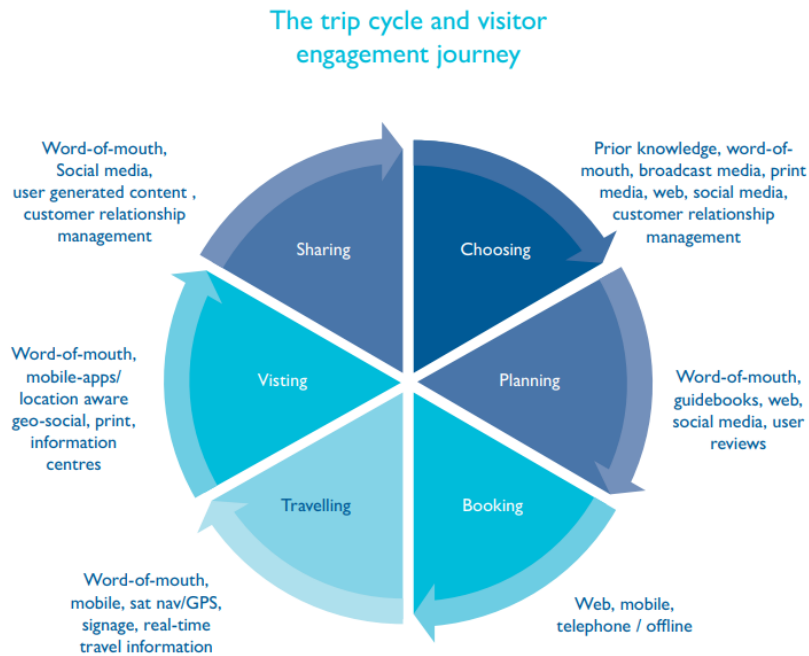 The trip cycle and visitor
engagement journey
Word-of-mouth,
Social media,
user generated content ,
customer relationship
management
Prior knowledge, word-of-
mouth, broadcast media, print
media, web, social media,
customer relationship
management
Sharing
Choosing
Word-of-mouth,
mobile-apps/
location aware
geo-social, print,
information
centres
Visting
Planning
Word-of-mouth,
guidebooks, web,
social media, user
reviews
Travelling
Booking
Word-of-mouth,
mobile, sat nav/GPS,
signage, real-time
travel information
Web, mobile,
telephone / offline